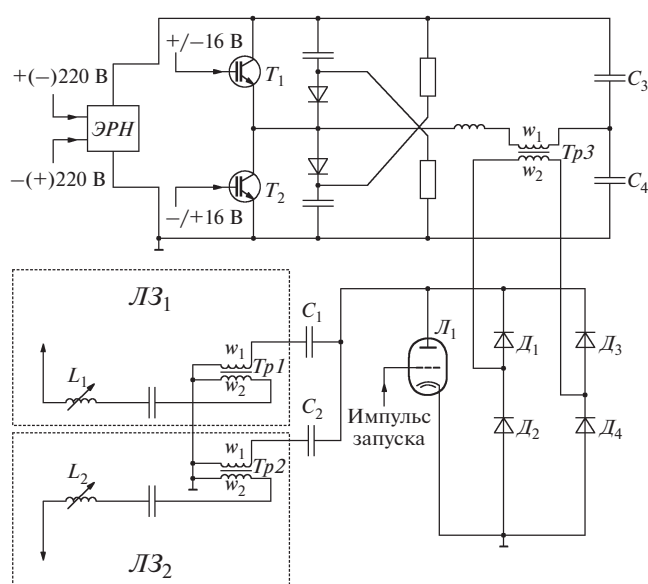 +/−16 В
T₁
C₃
+(−)220 В
ЭРН
w₁
Tp3
w₂
−(+)220 В
T₂
C₄
−/+16 В
ЛЗ₁
C₁
w₁
Tp1
w₂
L₁
Л₁
Д₁
Д₃
C₂
Импульс
запуска
w₁
Tp2
w₂
Д₂
Д₄
L₂
ЛЗ₂